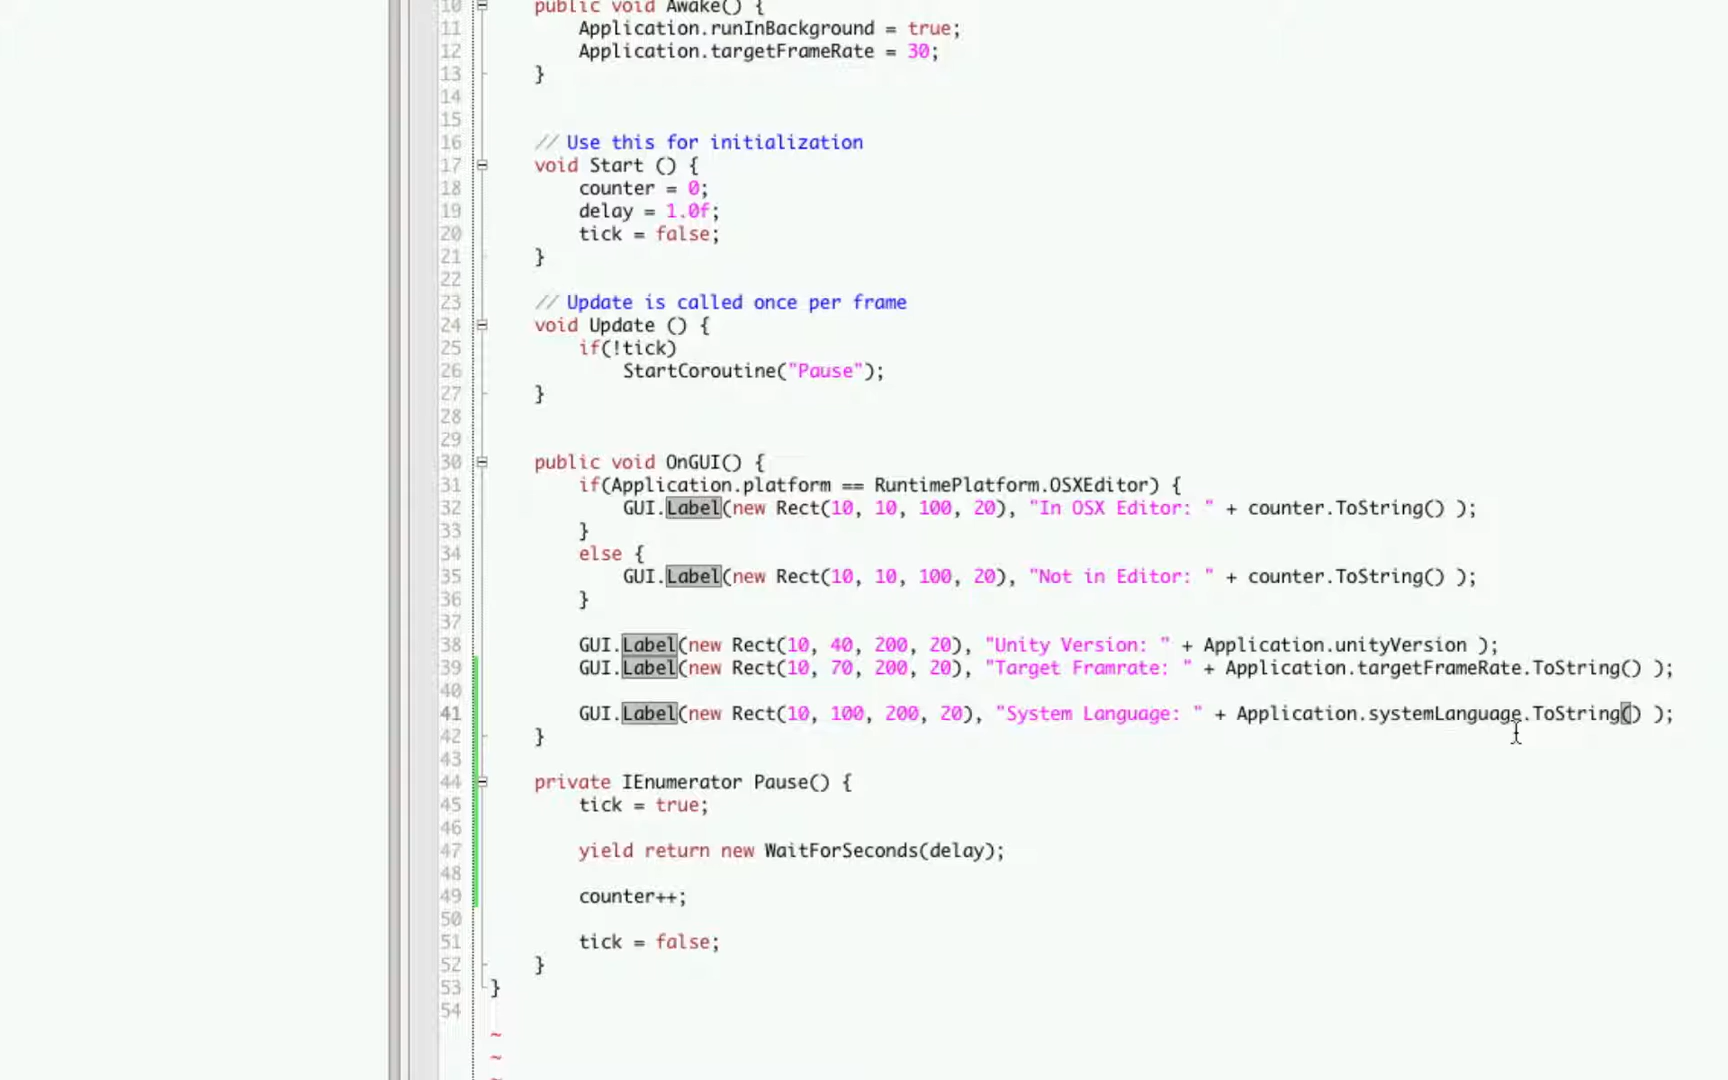 10 public void Awake() {
11 Application.runInBackground = true;
12 Application.targetFrameRate = 30;
13 }
14
15
16 // Use this for initialization
17 void Start () {
18 counter = 0;
19 delay = 1.0f;
20 tick = false;
21 }
22
23 // Update is called once per frame
24 void Update () {
25 if(!tick)
26 StartCoroutine("Pause");
27 }
28
29
30 public void OnGUI() {
31 if(Application.platform == RuntimePlatform.OSXEditor) {
32 GUI.Label(new Rect(10, 10, 100, 20), "In OSX Editor: " + counter.ToString() );
33 }
34 else {
35 GUI.Label(new Rect(10, 10, 100, 20), "Not in Editor: " + counter.ToString() );
36 }
37
38 GUI.Label(new Rect(10, 40, 200, 20), "Unity Version: " + Application.unityVersion );
39 GUI.Label(new Rect(10, 70, 200, 20), "Target Framrate: " + Application.targetFrameRate.ToString() );
40
41 GUI.Label(new Rect(10, 100, 200, 20), "System Language: " + Application.systemLanguage.ToString() );
42 }
43
44 private IEnumerator Pause() {
45 tick = true;
46
47 yield return new WaitForSeconds(delay);
48
49 counter++;
50
51 tick = false;
52 }
53 }
54
~
~
~